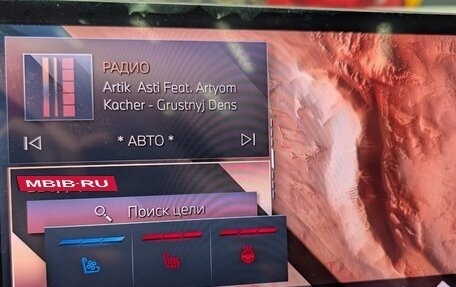 РАДИО
Artik Asti Feat. Artyom
Kacher - Grustnyj Dens
* АВТО *
MBIB-RU
Поиск цели